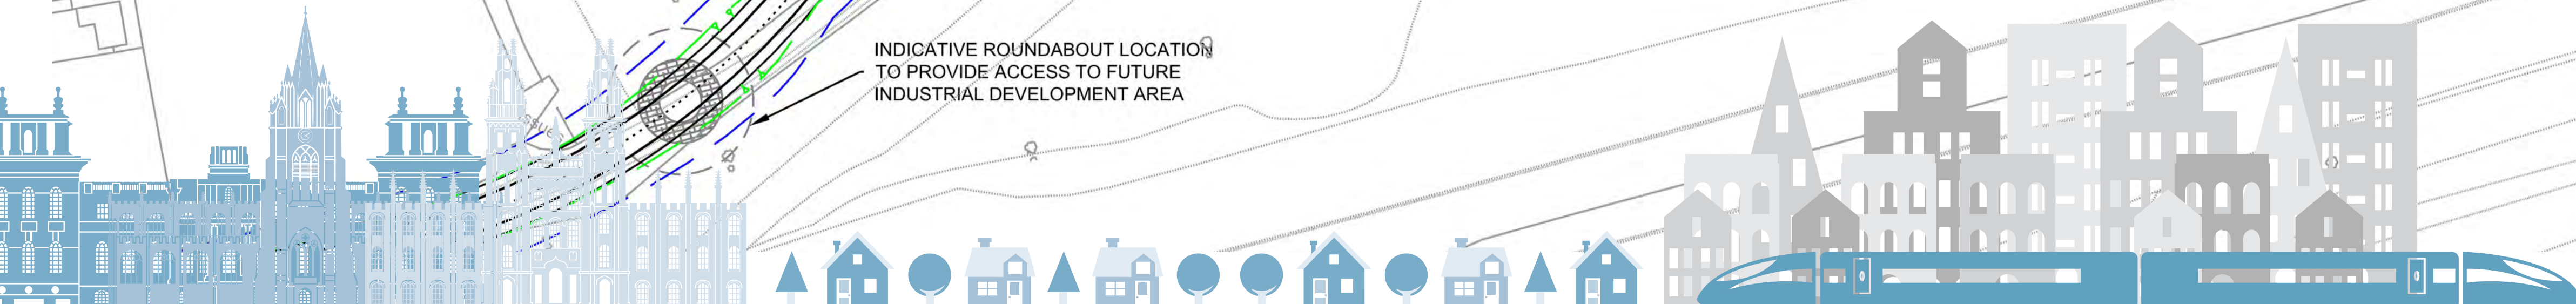 INDICATIVE ROUNDABOUT LOCATION
TO PROVIDE ACCESS TO FUTURE
INDUSTRIAL DEVELOPMENT AREA